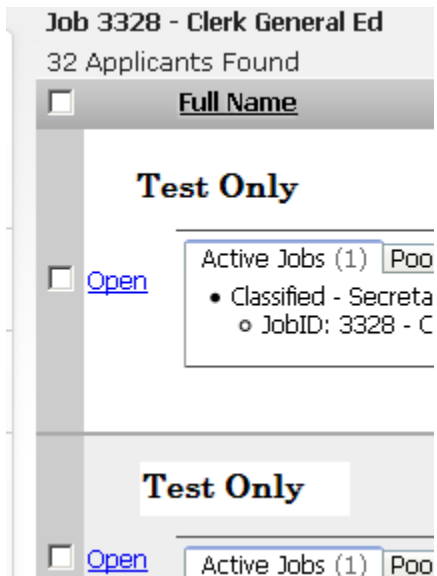 Job 3328 - Clerk General Ed
32 Applicants Found
Full Name
Test Only
Active Jobs (1)
Open
• Classified -
○ JobID: 3328 -
Test Only
Open
Active Jobs (1)